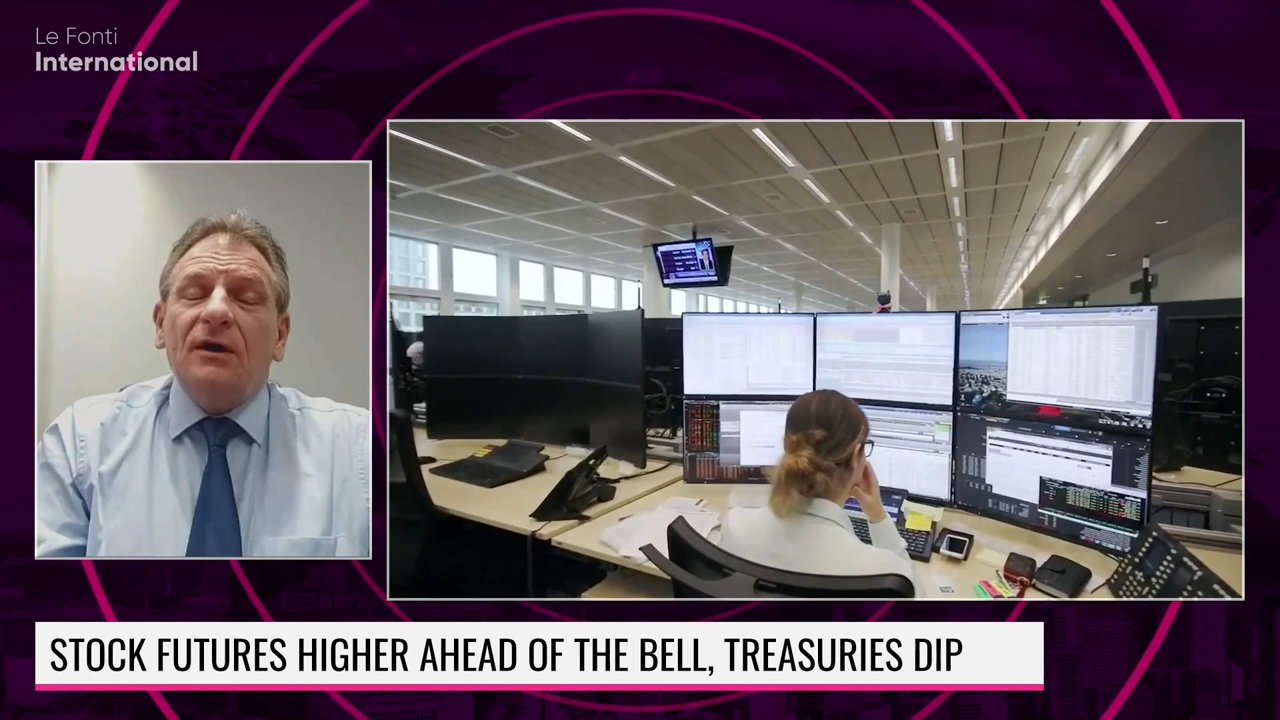 Le Fonti
International
STOCK FUTURES HIGHER AHEAD OF THE BELL, TREASURIES DIP